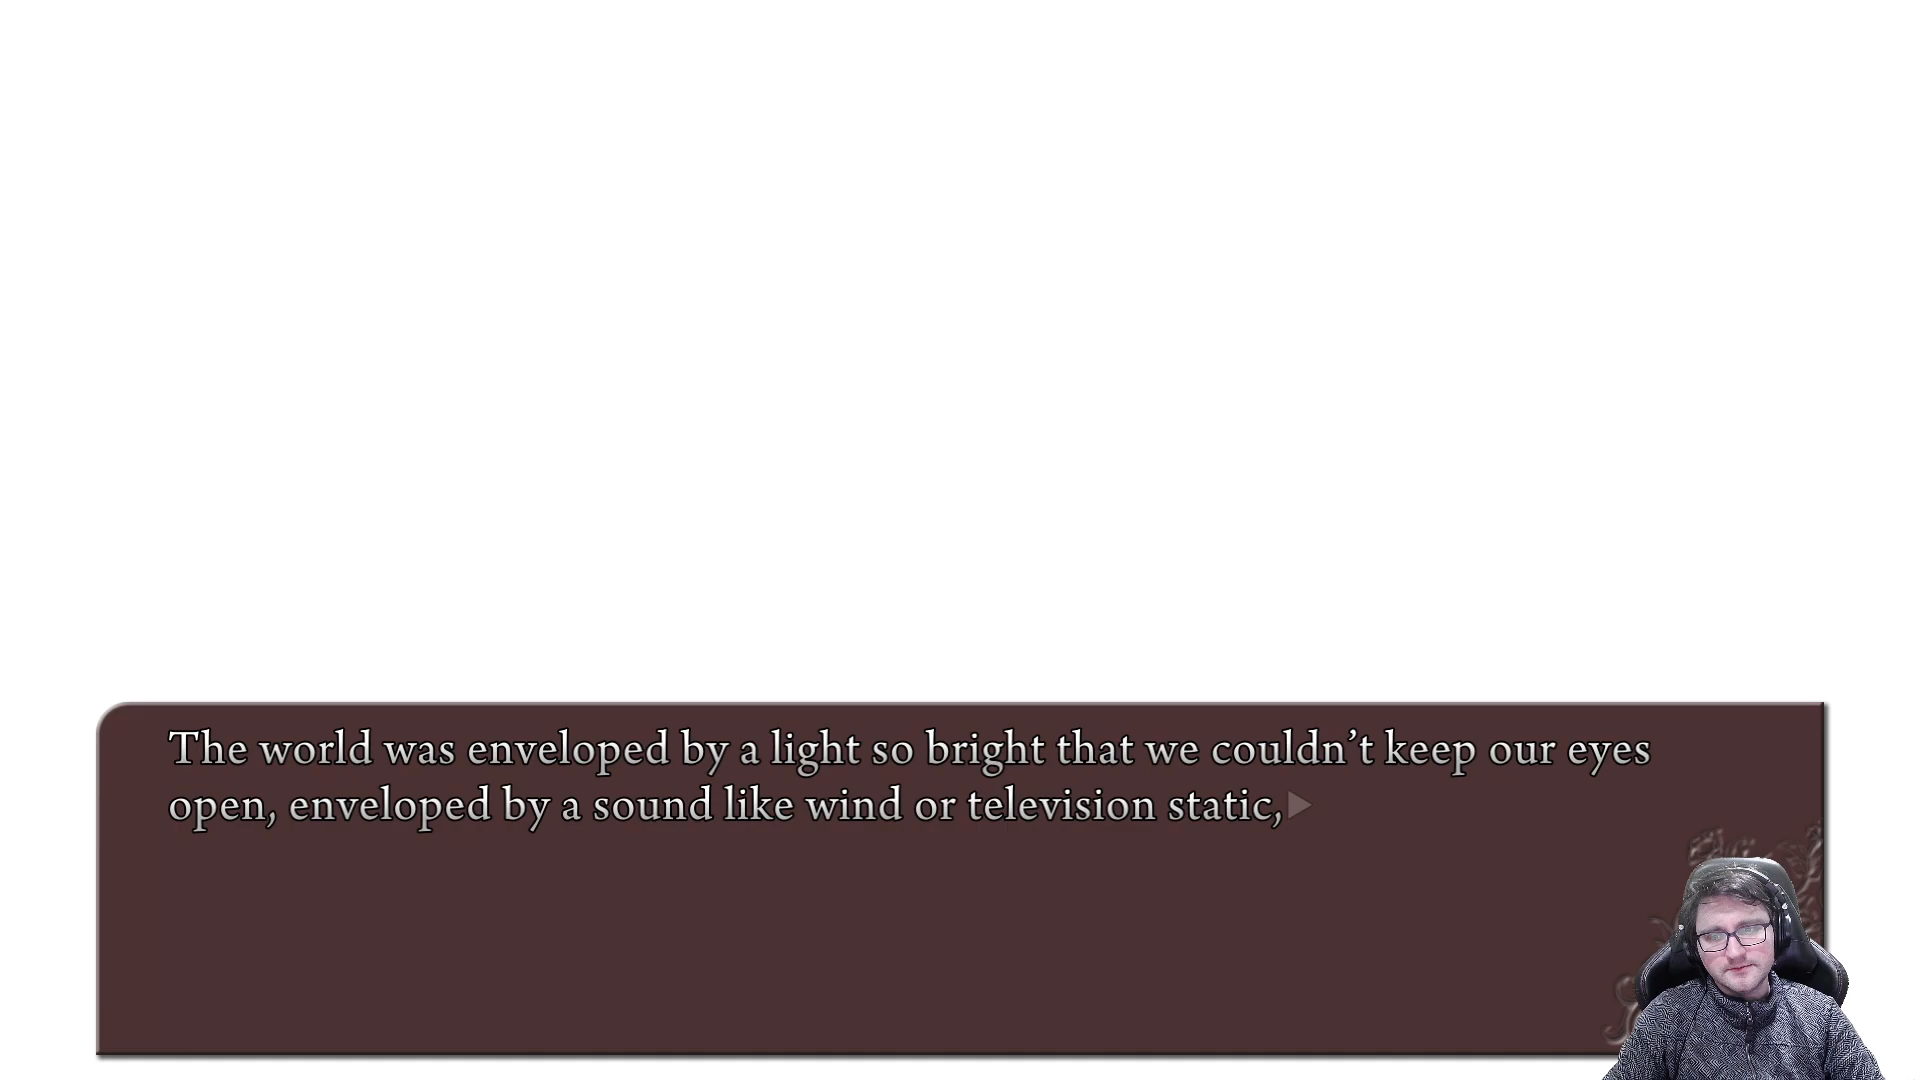 The world was enveloped by a light so bright that we couldn’t keep our eyes
open, enveloped by a sound like wind or television static,